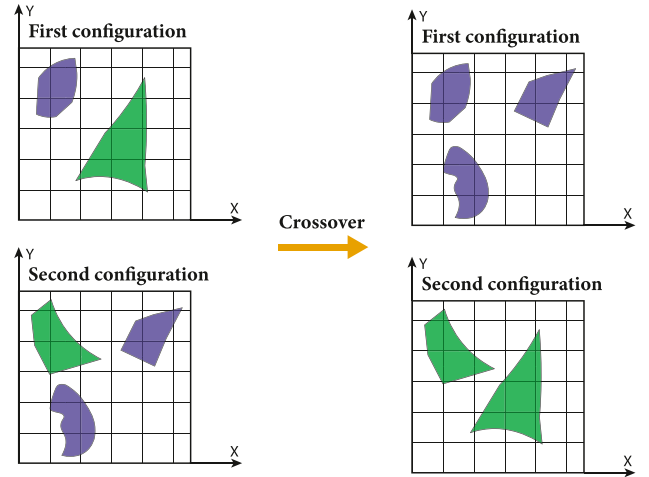 Y
First configuration
X
Y
Second configuration
X
Crossover
Y
First configuration
X
Y
Second configuration
X